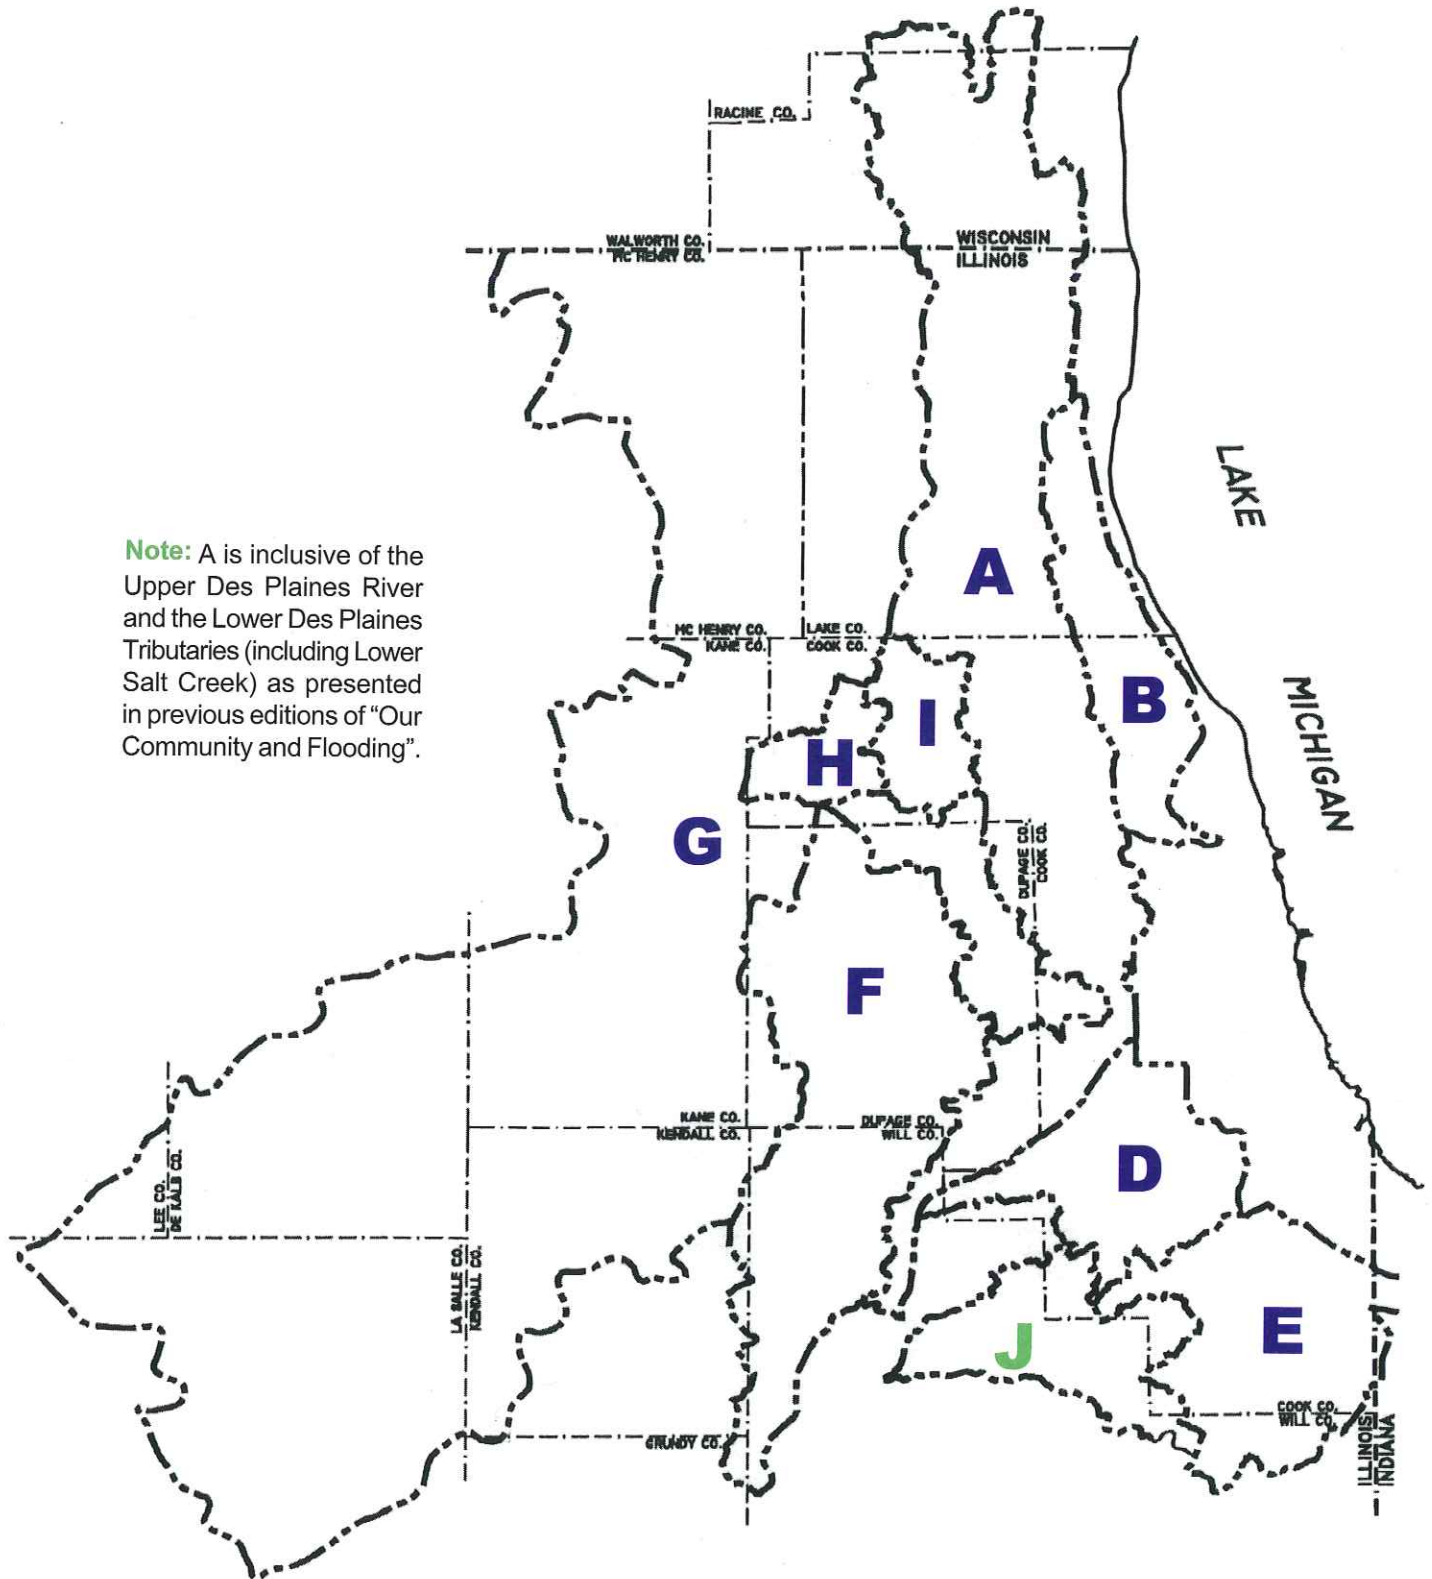 RACINE CO.
WALWORTH CO.
MC HENRY CO.
WISCONSIN
ILLINOIS
LAKE
MICHIGAN
Note: A is inclusive of the
Upper Des Plaines River
and the Lower Des Plaines
Tributaries (including Lower
Salt Creek) as presented
in previous editions of “Our
Community and Flooding”.
A
MC HENRY CO.
KANE CO.
LAKE CO.
COOK CO.
B
I
H
G
DUPAGE CO.
COOK CO.
F
KANE CO.
KENDALL CO.
DUPAGE CO.
WILL CO.
D
LEE CO.
DE KALB CO.
LA SALLE CO.
KENDALL CO.
E
J
COOK CO.
WILL CO.
GRUNDY CO.
ILLINOIS
INDIANA